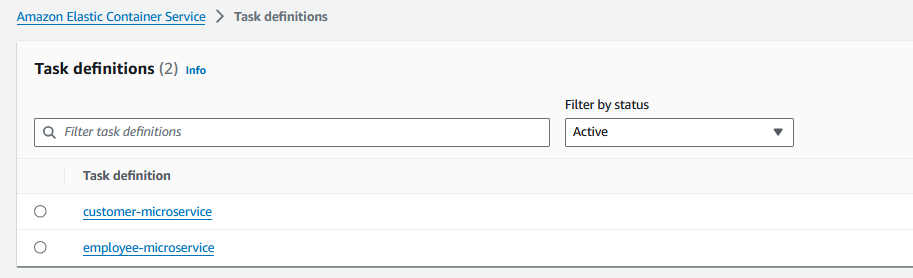 Amazon Elastic Container Service > Task definitions
Task definitions (2) Info
Filter by status
Filter task definitions
Active
Task definition
customer-microservice
employee-microservice